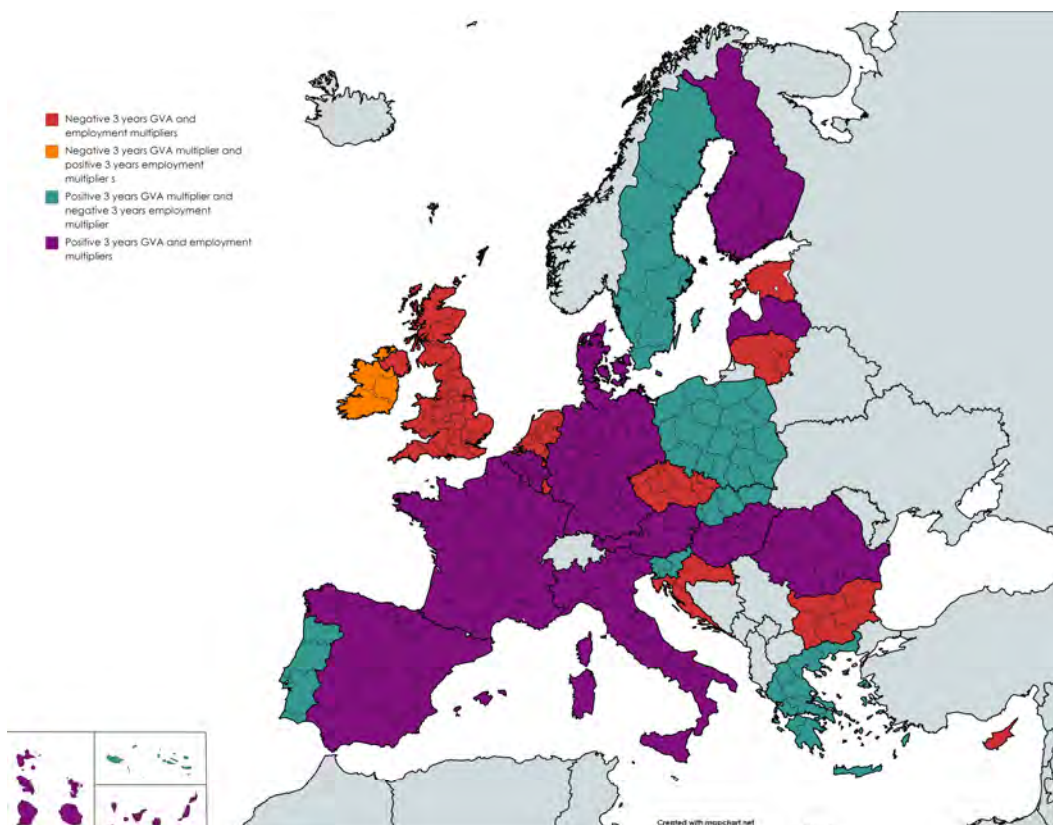 Negative 3 years GVA and
employment multipliers
Negative 3 years GVA multiplier and
positive 3 years employment
multiplier s
Positive 3 years GVA multiplier and
negative 3 years employment
multiplier
Positive 3 years GVA and employment
multipliers
Created with mapchart.net